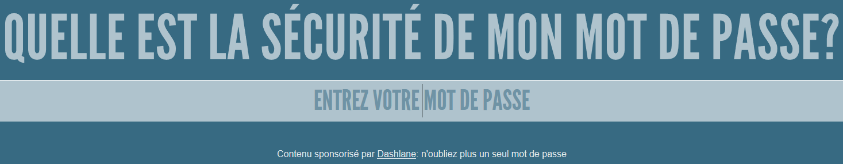 QUELLE EST LA SÉCURITÉ DE MON MOT DE PASSE?
ENTREZ VOTRE MOT DE PASSE
Contenu sponsorisé par Dashlane: n'oubliez plus un seul mot de passe